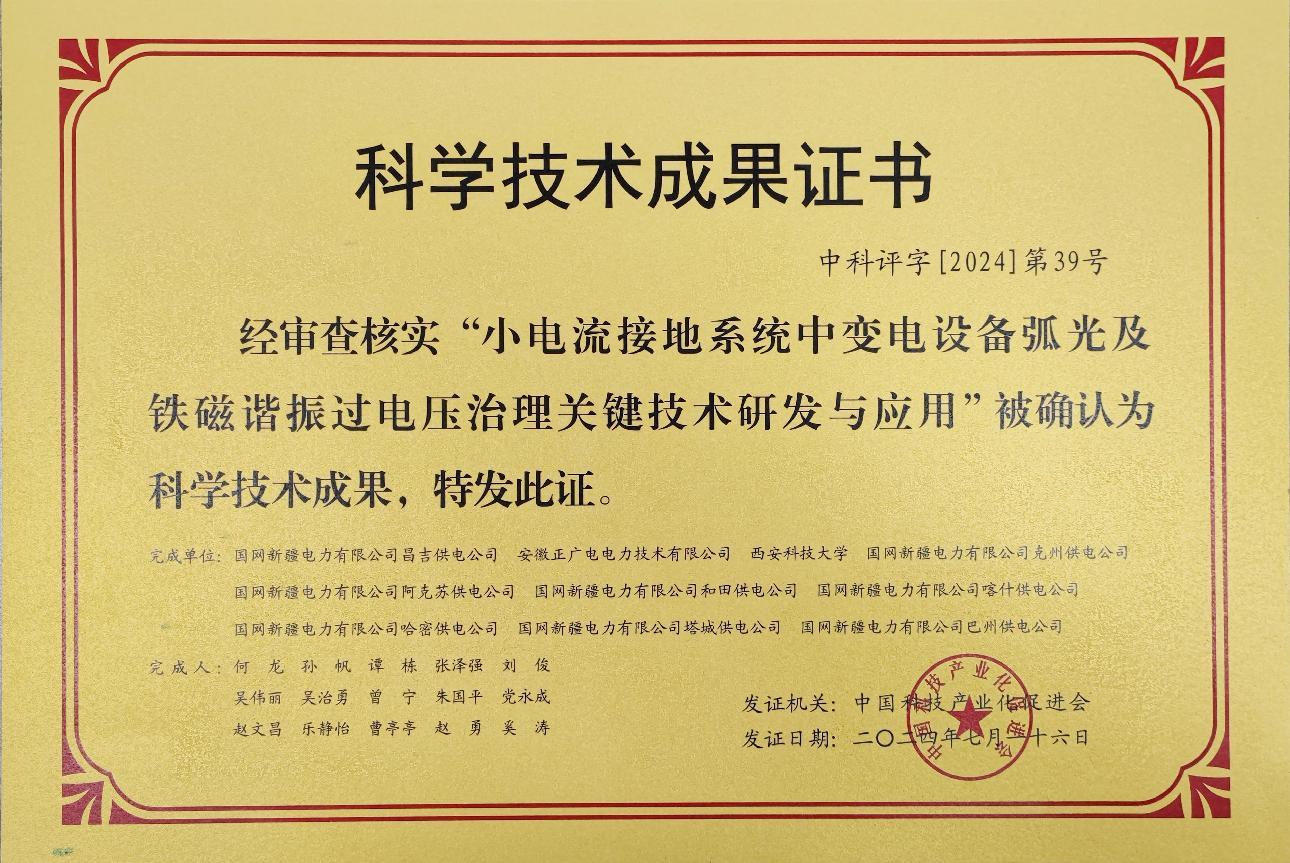 科学技术成果证书
中科评字[2024]第39号
经审查核实“小电流接地系统中变电设备弧光及
铁磁谐振过电压治理关键技术研发与应用”被确认为
科学技术成果，特发此证。
完成单位：国网新疆电力有限公司昌吉供电公司 安徽正广电电力技术有限公司 西安科技大学 国网新疆电力有限公司克州供电公司
国网新疆电力有限公司阿克苏供电公司 国网新疆电力有限公司和田供电公司 国网新疆电力有限公司喀什供电公司
国网新疆电力有限公司哈密供电公司 国网新疆电力有限公司塔城供电公司 国网新疆电力有限公司巴州供电公司
完成人：何龙 孙帆 谭栋 张泽强 刘俊
吴伟丽 吴治勇 曾宁 朱国平 党永成
赵文昌 乐静怡 曹亭亭 赵勇 奚涛
发证机关：中国科技产业化促进会
发证日期：二〇二四年七月二十六日
中国科技产业化促进会